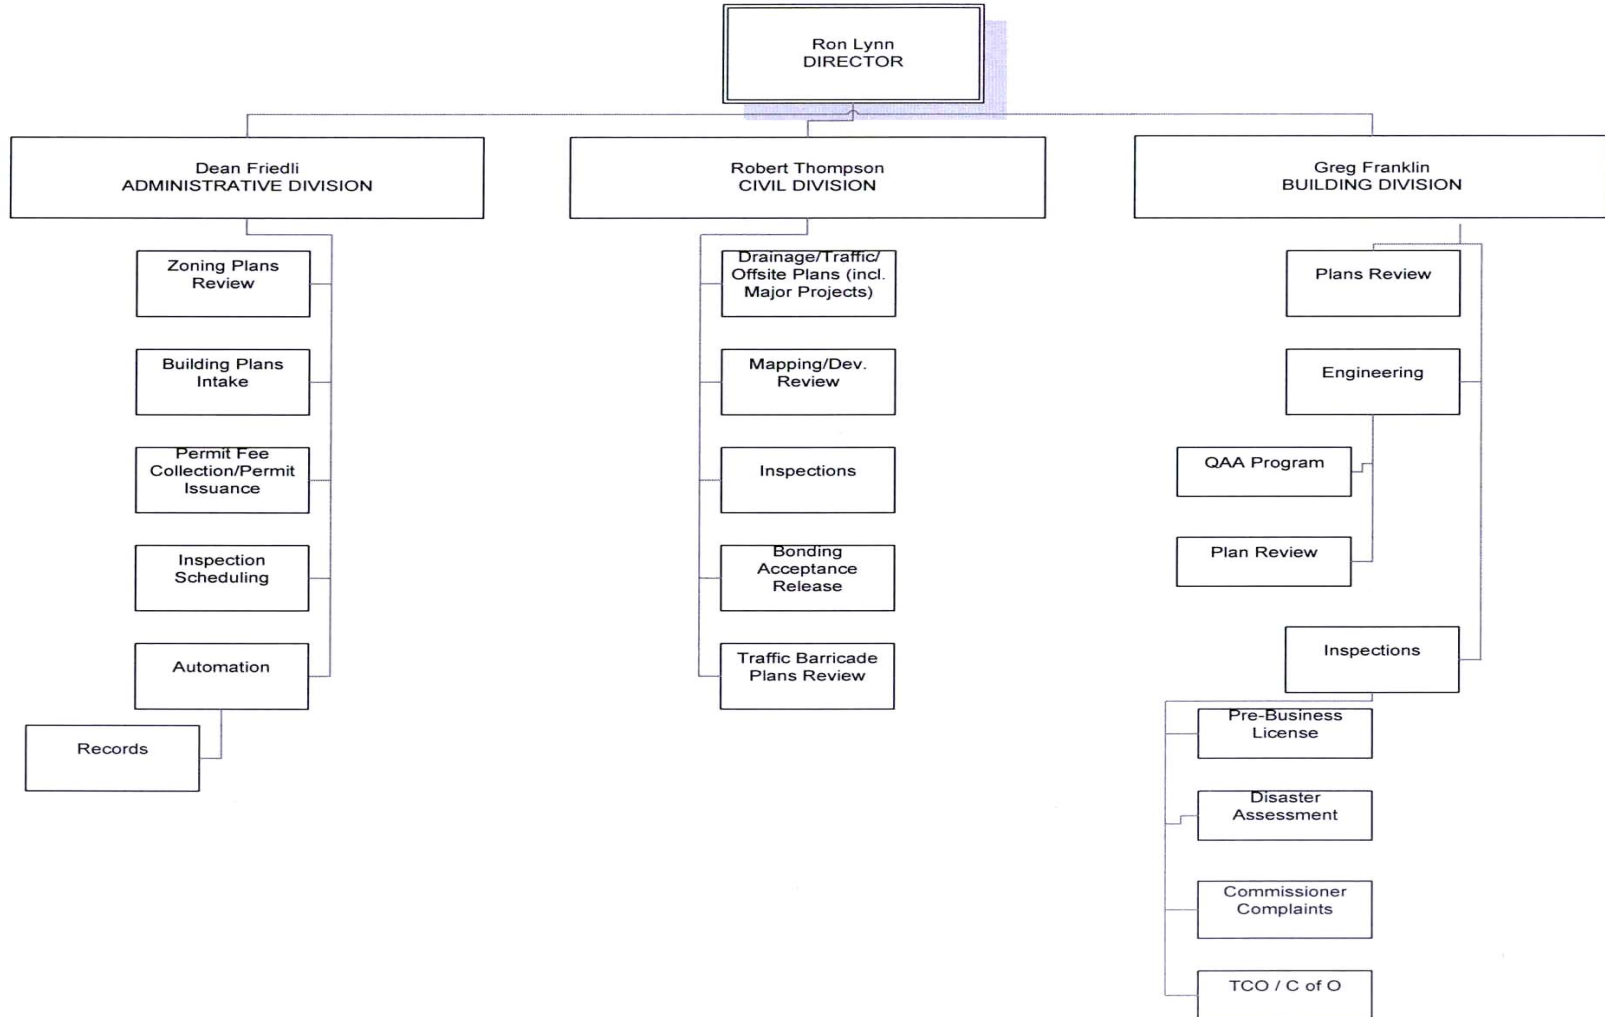 Ron Lynn
DIRECTOR
Dean Friedli
ADMINISTRATIVE DIVISION
Robert Thompson
CIVIL DIVISION
Greg Franklin
BUILDING DIVISION
Zoning Plans
Review
Building Plans
Intake
Permit Fee
Collection/Permit
Issuance
Inspection
Scheduling
Automation
Records
Drainage/Traffic/
Offsite Plans (incl.
Major Projects)
Mapping/Dev.
Review
Inspections
Bonding
Acceptance
Release
Traffic Barricade
Plans Review
Plans Review
Engineering
QAA Program
Plan Review
Inspections
Pre-Business
License
Disaster
Assessment
Commissioner
Complaints
TCO / C of O